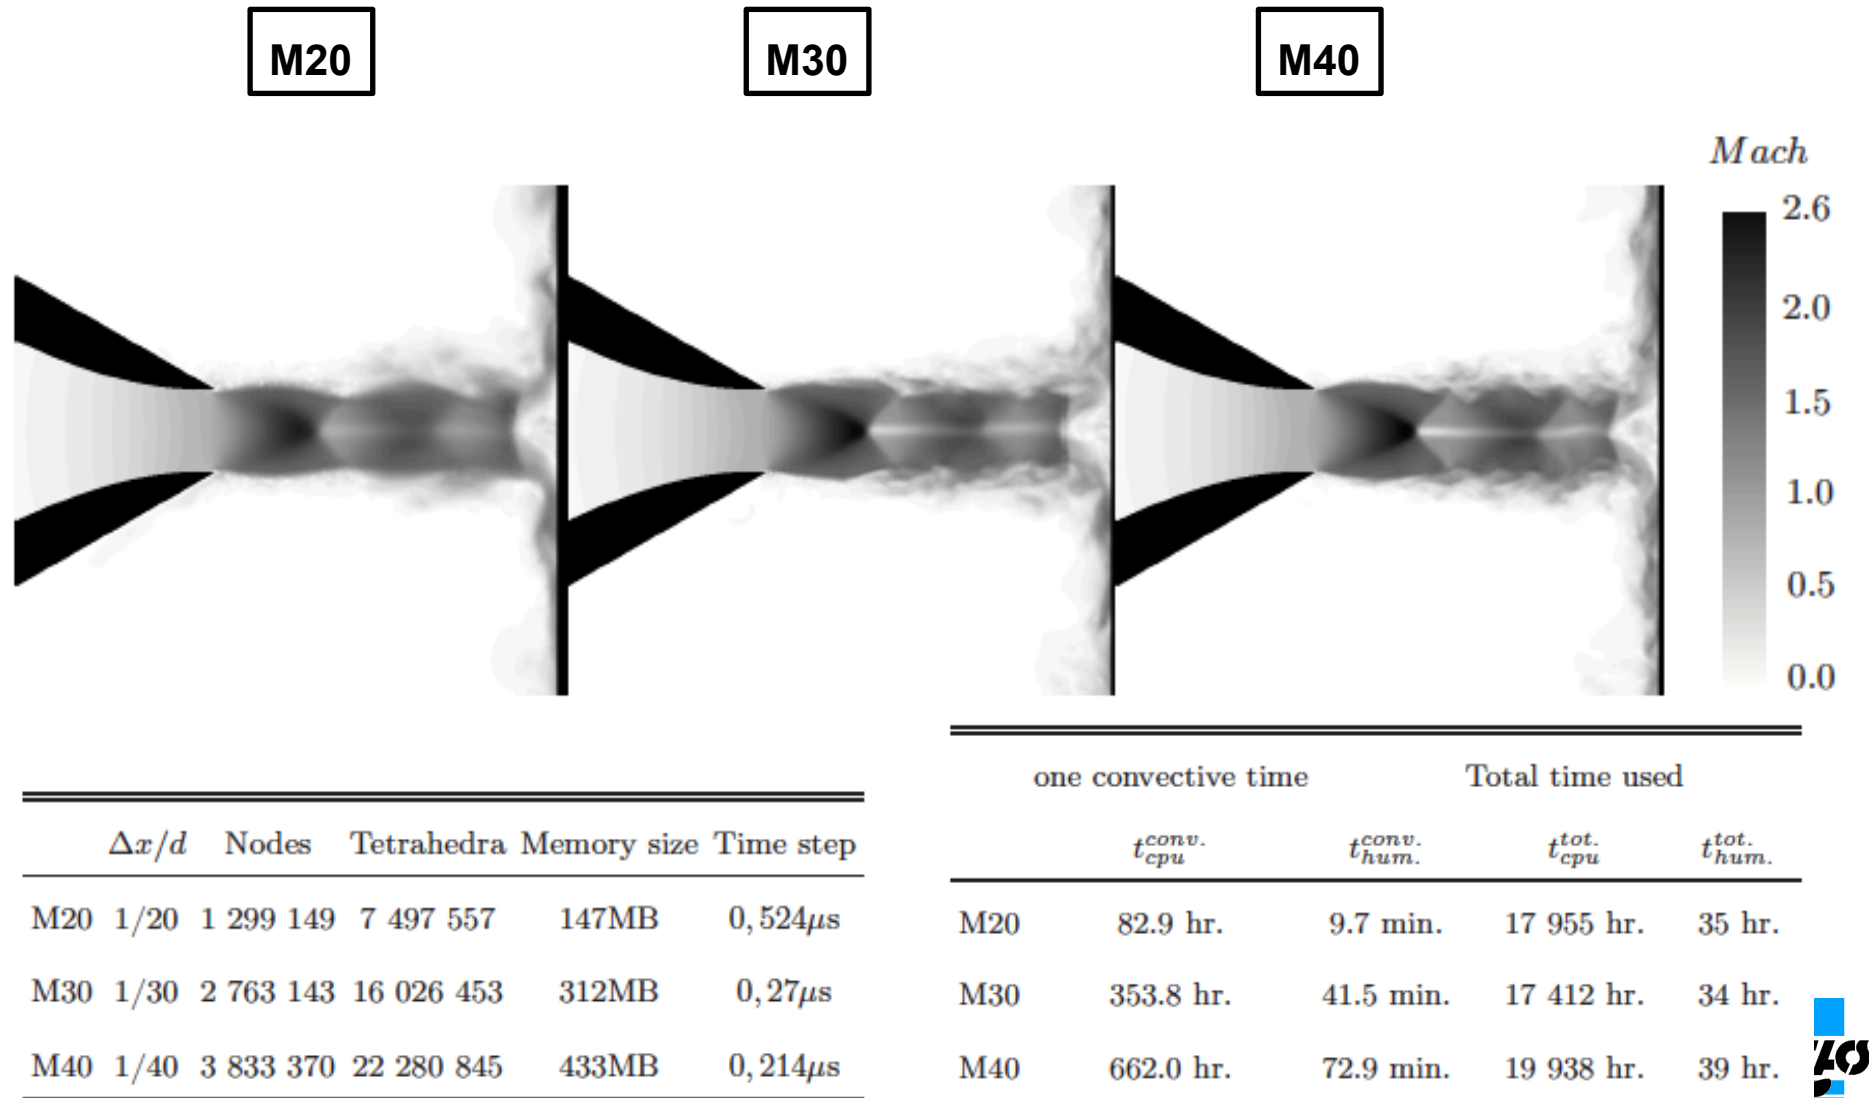 M20 M30 M40
Mach
2.6
2.0
1.5
1.0
0.5
0.0
Δx/d Nodes Tetrahedra Memory size Time step
M20 1/20 1 299 149 7 497 557 147MB 0,524μs
M30 1/30 2 763 143 16 026 453 312MB 0,27μs
M40 1/40 3 833 370 22 280 845 433MB 0,214μs
one convective time Total time used
t_cpu^conv. t_hum.^conv. t_cpu^tot. t_hum.^tot.
M20 82.9 hr. 9.7 min. 17 955 hr. 35 hr.
M30 353.8 hr. 41.5 min. 17 412 hr. 34 hr.
M40 662.0 hr. 72.9 min. 19 938 hr. 39 hr.